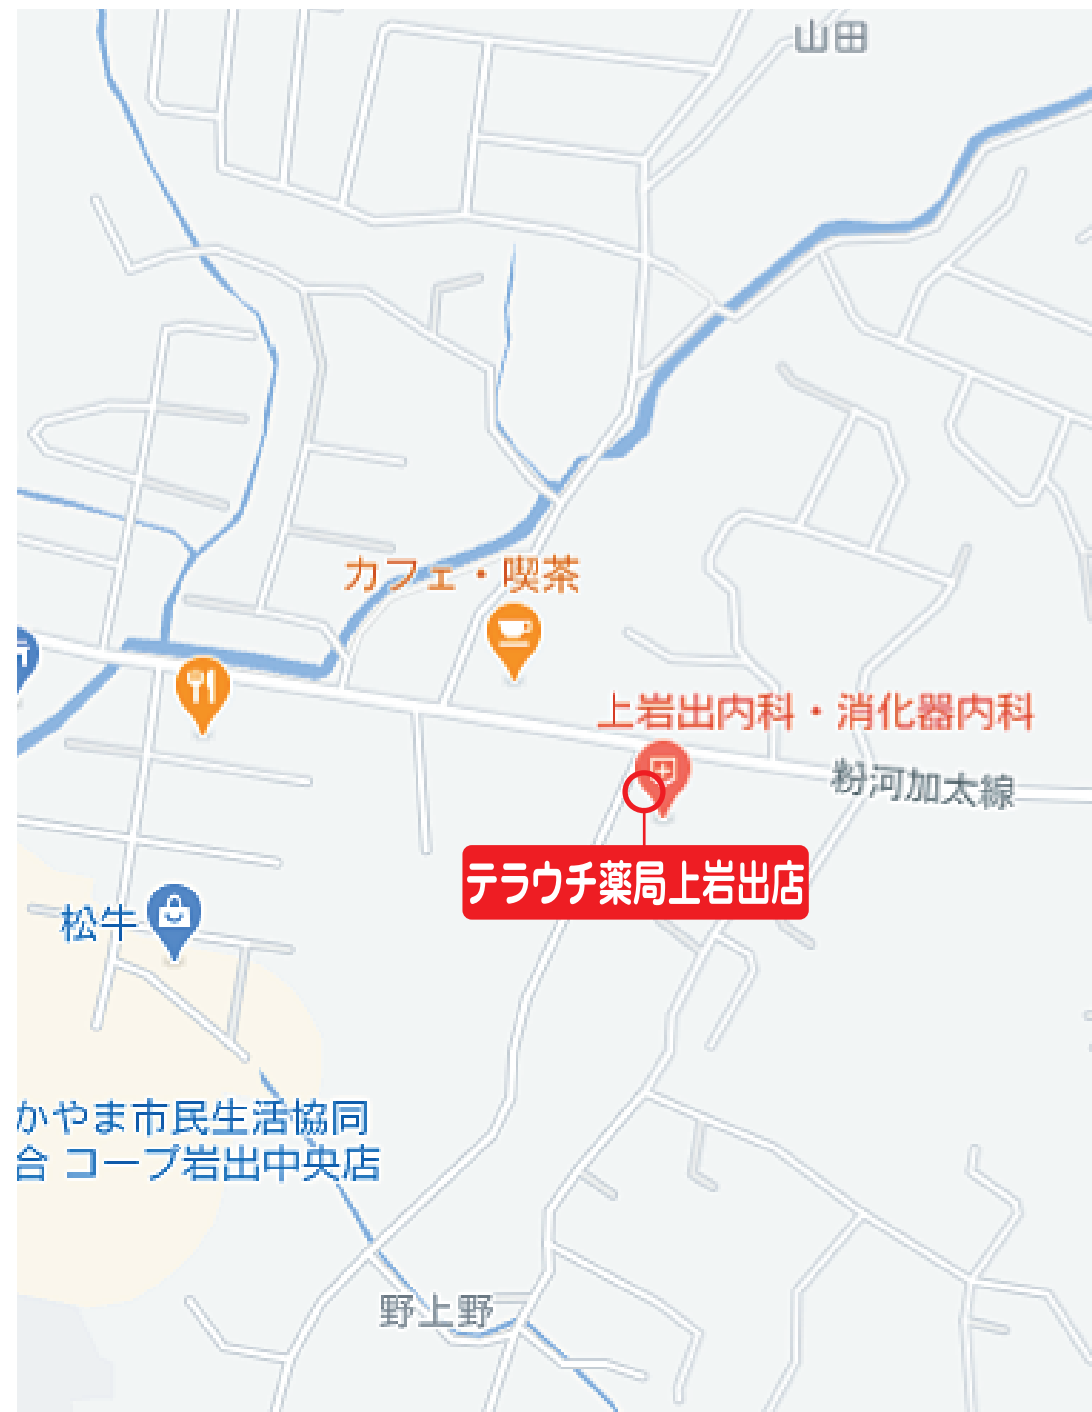 山田
カフェ・喫茶
上岩出内科・消化器内科
粉河加太線
テラウチ薬局上岩出店
松牛
かやま市民生活協同
合 コープ岩出中央店
野上野